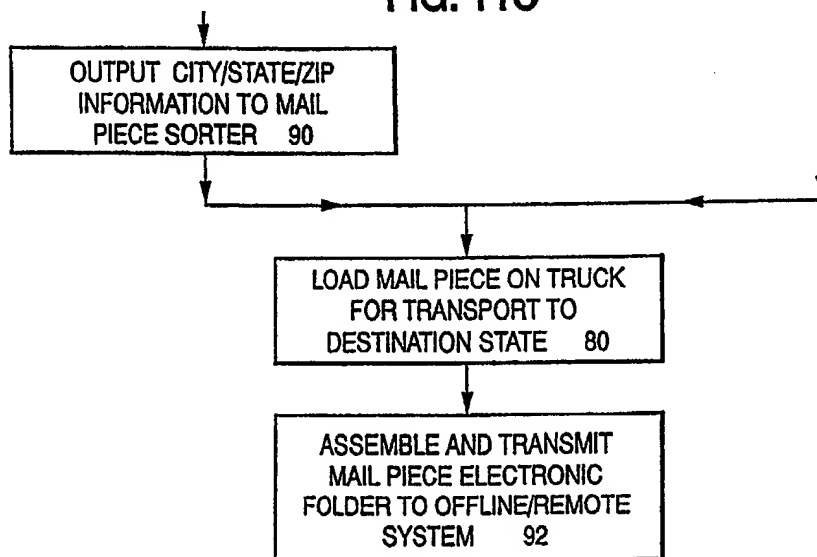 OUTPUT CITY/STATE/ZIP
INFORMATION TO MAIL
PIECE SORTER 90
LOAD MAIL PIECE ON TRUCK
FOR TRANSPORT TO
DESTINATION STATE 80
ASSEMBLE AND TRANSMIT
MAIL PIECE ELECTRONIC
FOLDER TO OFFLINE/REMOTE
SYSTEM 92